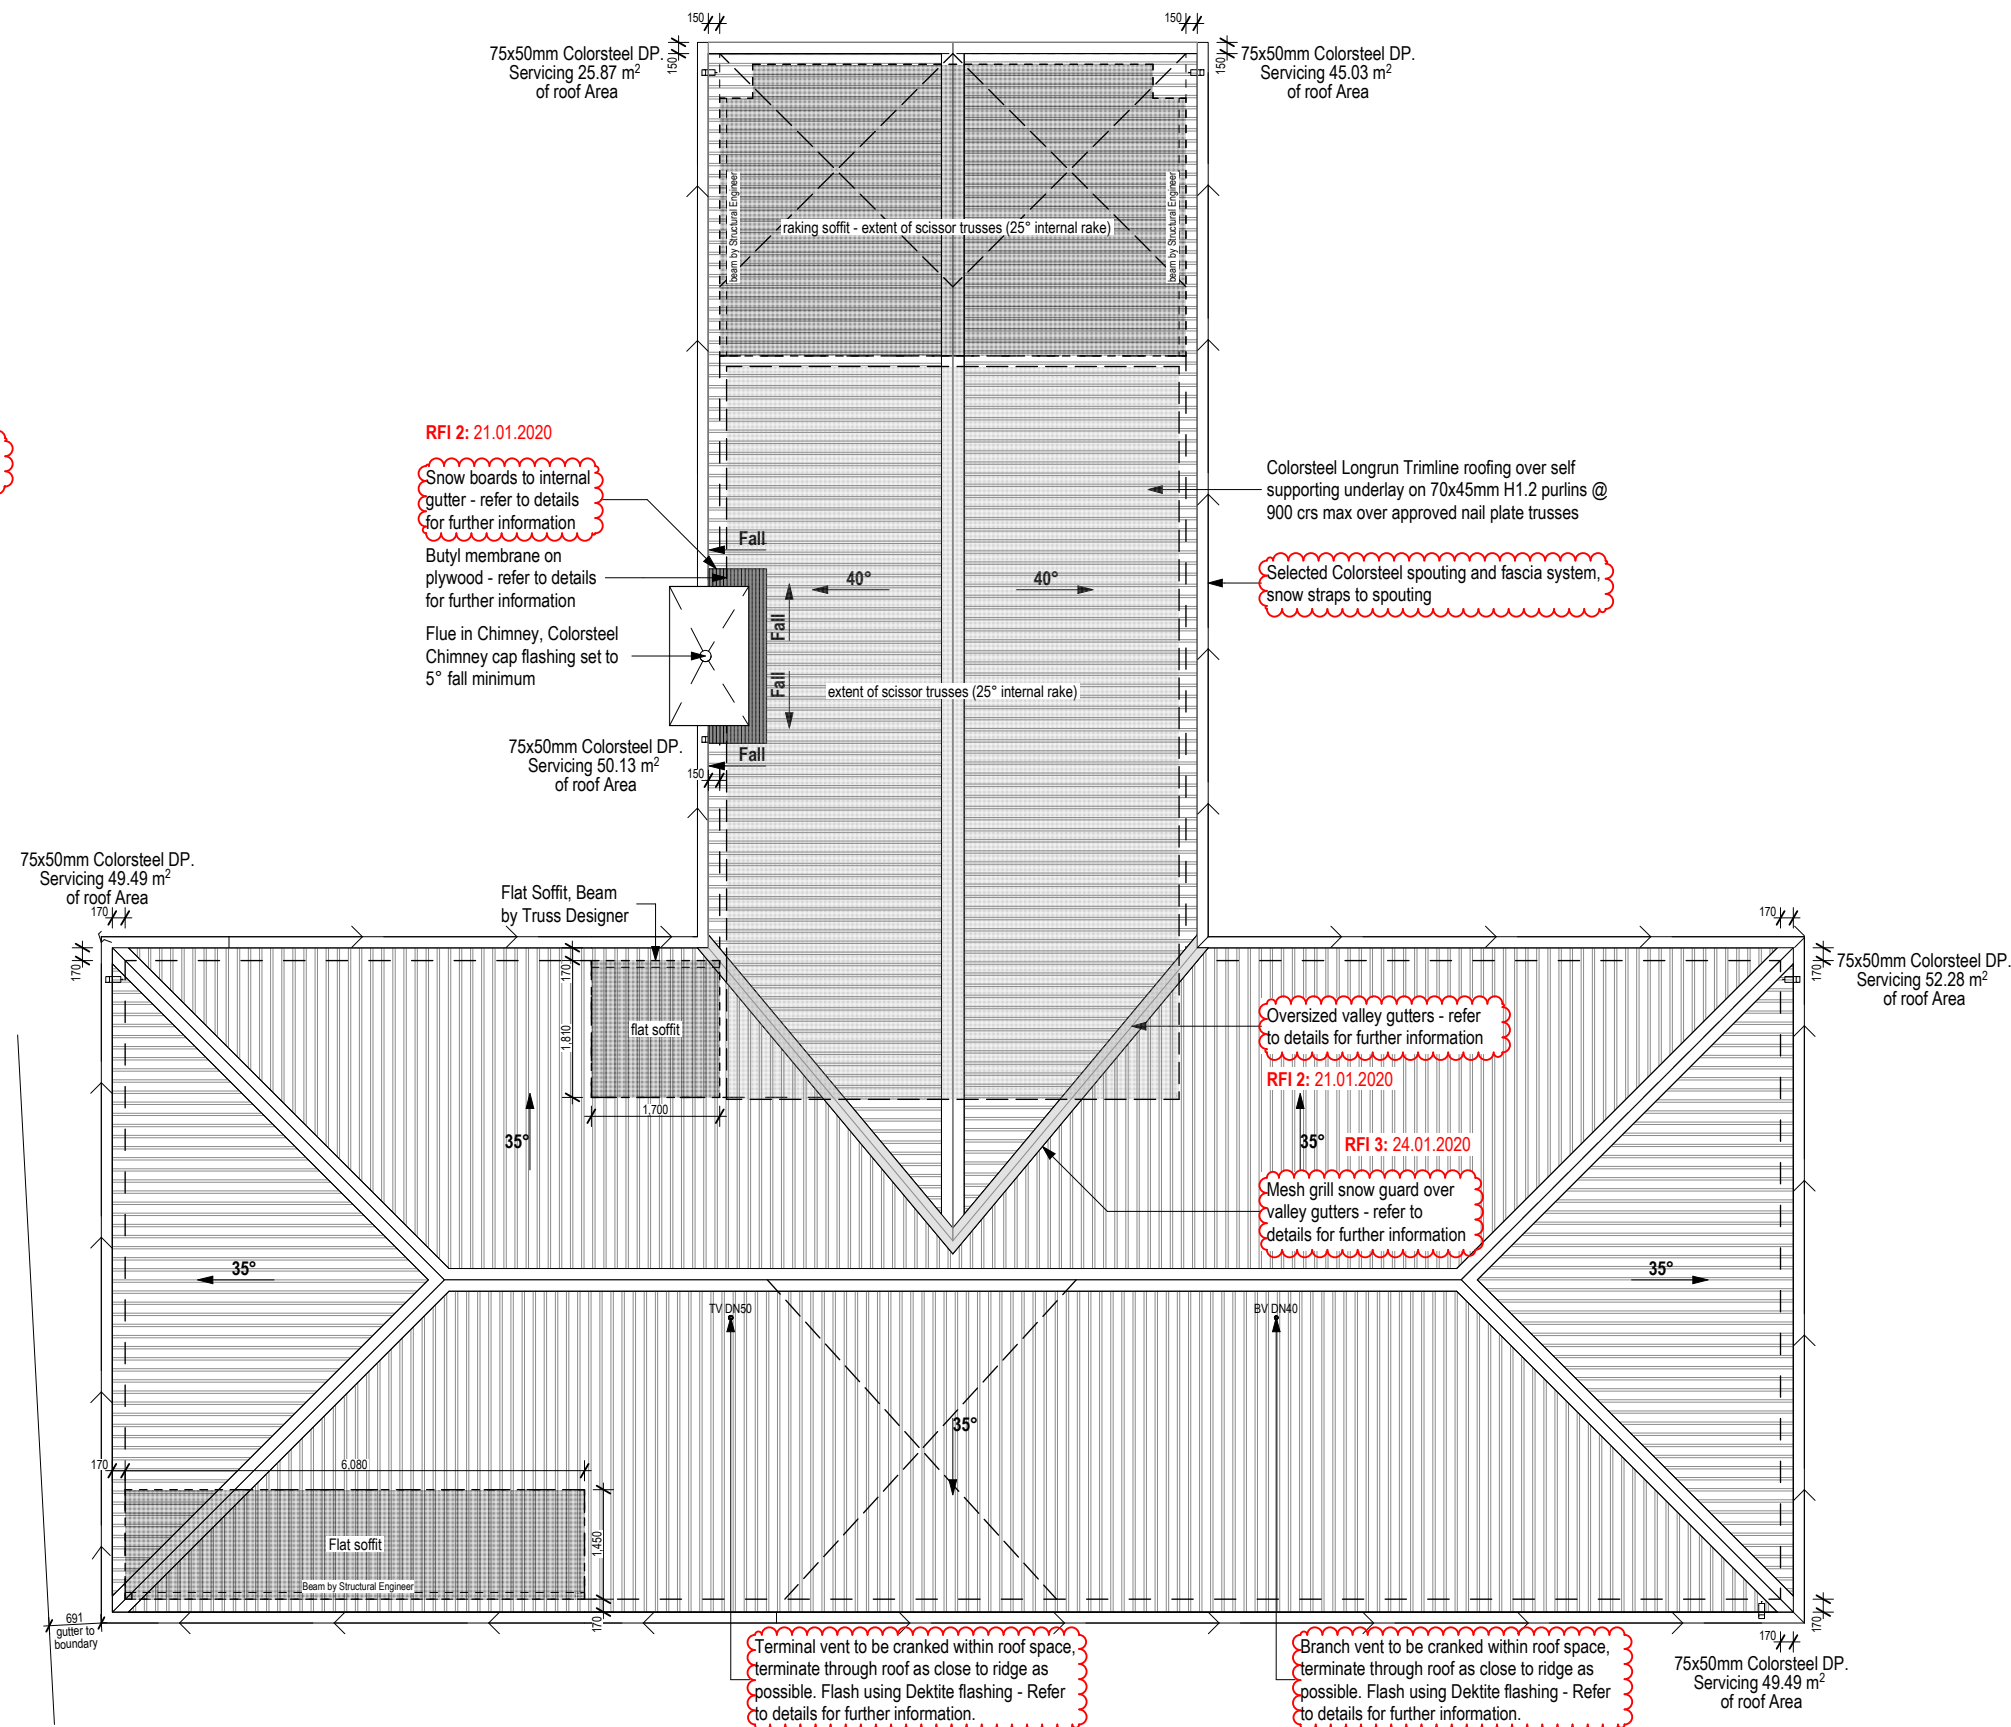 150
150
75x50mm Colorsteel DP.
Servicing 25.87 m²
of roof Area
150
75x50mm Colorsteel DP.
Servicing 45.03 m²
of roof Area
150
beam by Structural Engineer
beam by Structural Engineer
raking soffit - extent of scissor trusses (25° internal rake)
RFI 2: 21.01.2020
Snow boards to internal
gutter - refer to details
for further information
Butyl membrane on
plywood - refer to details
for further information
Flue in Chimney, Colorsteel
Chimney cap flashing set to
5° fall minimum
Colorsteel Longrun Trimline roofing over self
supporting underlay on 70x45mm H1.2 purlins @
900 crs max over approved nail plate trusses
Selected Colorsteel spouting and fascia system,
snow straps to spouting
Fall
40°
40°
Fall
Fall
extent of scissor trusses (25° internal rake)
Fall
75x50mm Colorsteel DP.
Servicing 50.13 m²
of roof Area
150
75x50mm Colorsteel DP.
Servicing 49.49 m²
of roof Area
170
170
Flat Soffit, Beam
by Truss Designer
170
1,810
flat soffit
1,700
35°
170
170
75x50mm Colorsteel DP.
Servicing 52.28 m²
of roof Area
Oversized valley gutters - refer
to details for further information
RFI 2: 21.01.2020
35°
RFI 3: 24.01.2020
Mesh grill snow guard over
valley gutters - refer to
details for further information
35°
35°
TV DN50
BV DN40
35°
170
6,080
1,450
Flat soffit
Beam by Structural Engineer
170
691
gutter to
boundary
170
170
Terminal vent to be cranked within roof space,
terminate through roof as close to ridge as
possible. Flash using Dektite flashing - Refer
to details for further information.
Branch vent to be cranked within roof space,
terminate through roof as close to ridge as
possible. Flash using Dektite flashing - Refer
to details for further information.
75x50mm Colorsteel DP.
Servicing 49.49 m²
of roof Area